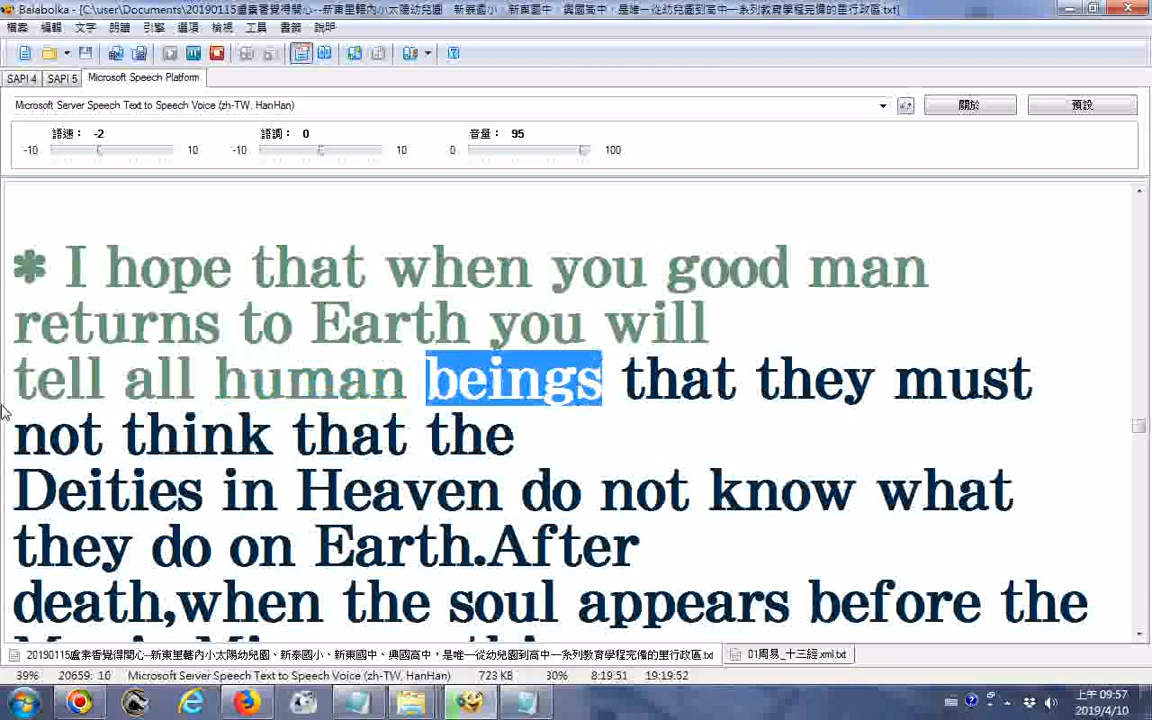 Balabolka - [C:\user\Documents\20190115盧秉香覺得開心--新東里轄內小太陽幼兒園、新泰國小、新東國中、興國高中，是唯一從幼兒園到高中一系列教育學程完備的里行政區.txt]
檔案 編輯 文字 朗讀 引擎 選項 檢視 工具 書籤 說明
SAPI 4 SAPI 5 Microsoft Speech Platform
Microsoft Server Speech Text to Speech Voice (zh-TW, HanHan) 關於 預設
語速： -2 語調： 0 音量： 95
-10 10 -10 10 0 100
* I hope that when you good man
returns to Earth you will
tell all human beings that they must
not think that the
Deities in Heaven do not know what
they do on Earth.After
death,when the soul appears before the
20190115盧秉香覺得開心--新東里轄內小太陽幼兒園、新泰國小、新東國中、興國高中，是唯一從幼兒園到高中一系列教育學程完備的里行政區.txt 01周易_十三經.xml.txt
39% 20659: 16 Microsoft Server Speech Text to Speech Voice (zh-TW, HanHan) 723 KB 30% 8:19:51 19:19:52
上午 09:57
2019/4/10